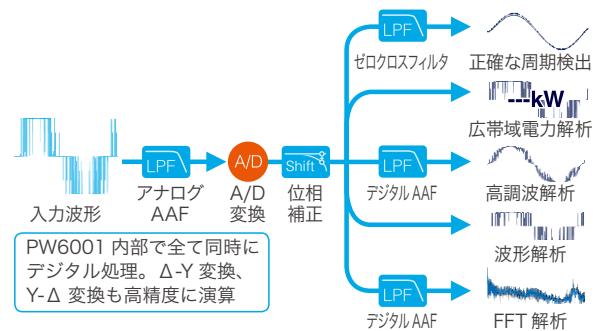 LPF
ゼロクロスフィルタ
正確な周期検出
---kW
広帯域電力解析
入力波形
LPF
アナログ
AAF
A/D
A/D
変換
Shift
位相
補正
LPF
デジタル AAF
高調波解析
波形解析
LPF
デジタル AAF
FFT 解析
PW6001 内部で全て同時に
デジタル処理。Δ-Y 変換、
Y-Δ 変換も高精度に演算